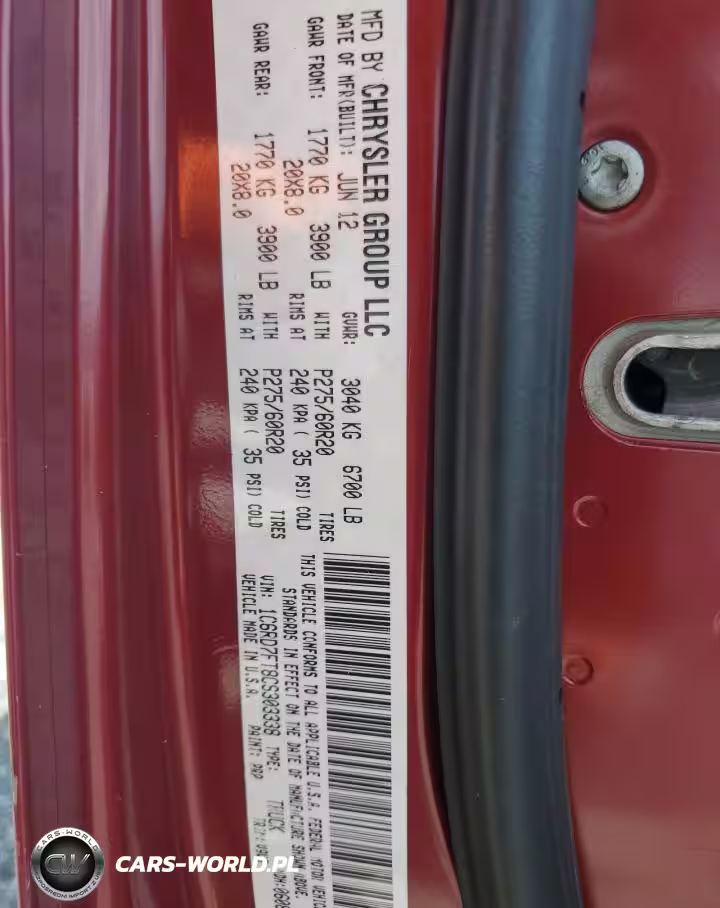 MFD BY CHRYSLER GROUP LLC
DATE OF MFR(BUILT): JUN 12 GVWR: 3040 KG 6700 LB
GAWR FRONT: 1770 KG 3900 LB WITH P275/60R20 TIRES
20X8.0 RIMS AT 240 KPA ( 35 PSI) COLD
GAWR REAR: 1770 KG 3900 LB WITH P275/60R20 TIRES
20X8.0 RIMS AT 240 KPA ( 35 PSI) COLD
THIS VEHICLE CONFORMS TO ALL APPLICABLE U.S.A. FEDERAL MOTOR
STANDARDS IN EFFECT ON THE DATE OF MANUFACTURE SHOWN ABOVE.
VIN: 1C6RD7FT8CS303338 TYPE: TRUCK
VEHICLE MADE IN U.S.A. PAINT: PRP
CARS-WORLD
CW
CARS-WORLD.PL